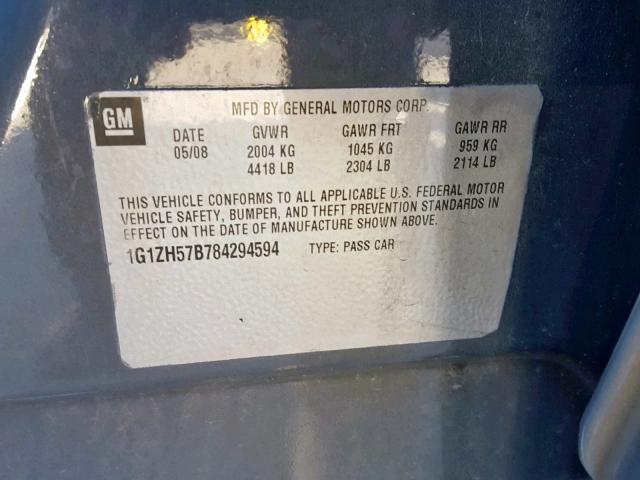 GM MFD BY GENERAL MOTORS CORP.
DATE GVWR GAWR FRT GAWR RR
05/08 2004 KG 1045 KG 959 KG
4418 LB 2304 LB 2114 LB
THIS VEHICLE CONFORMS TO ALL APPLICABLE U.S. FEDERAL MOTOR
VEHICLE SAFETY, BUMPER, AND THEFT PREVENTION STANDARDS IN
EFFECT ON THE DATE OF MANUFACTURE SHOWN ABOVE.
1G1ZH57B784294594 TYPE: PASS CAR